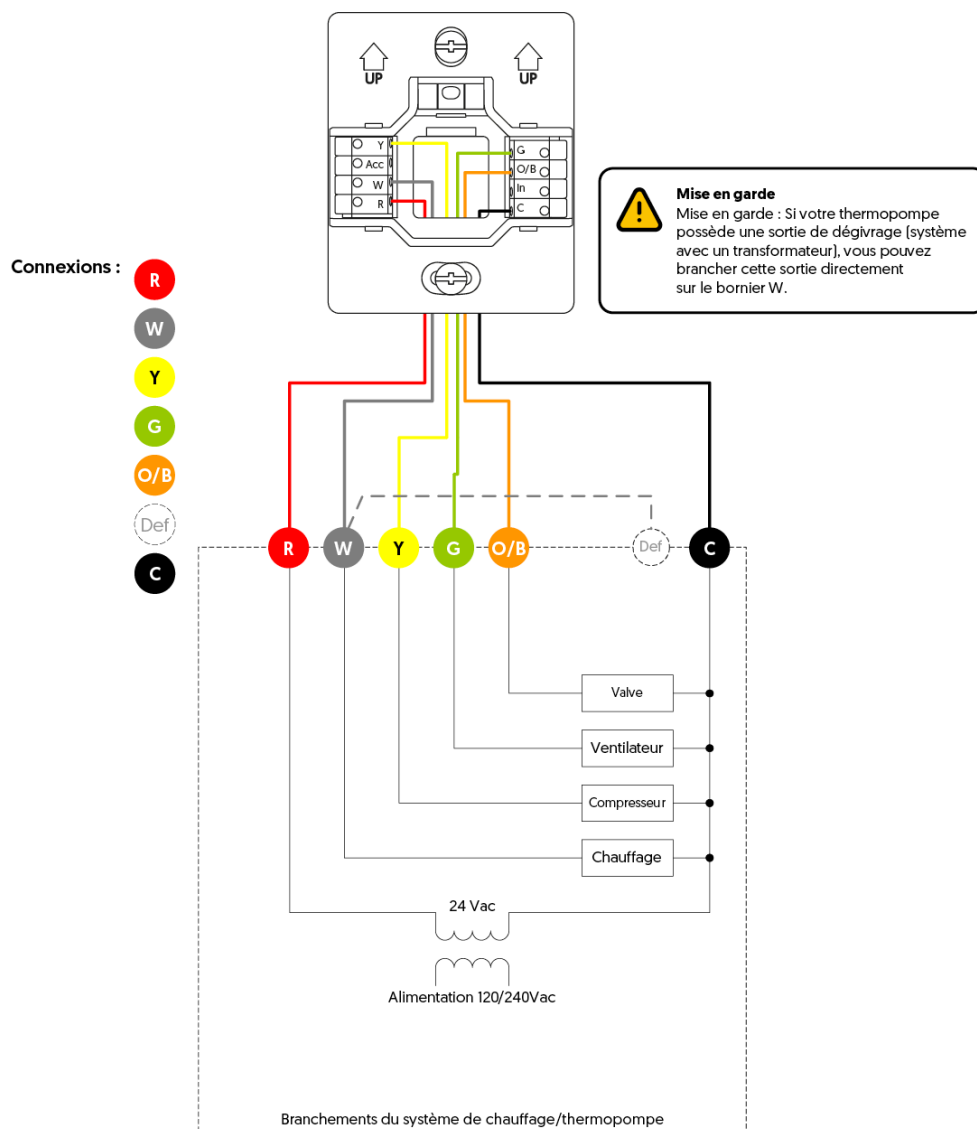 UP
UP
Y
Acc
W
R
G
O/B
In
C
Mise en garde
Mise en garde : Si votre thermopompe
possède une sortie de dégivrage (système
avec un transformateur), vous pouvez
brancher cette sortie directement
sur le bornier W.
Connexions :
R
W
Y
G
O/B
Def
C
R
W
Y
G
O/B
Def
C
Valve
Ventilateur
Compresseur
Chauffage
24 Vac
Alimentation 120/240Vac
Branchements du système de chauffage/thermopompe